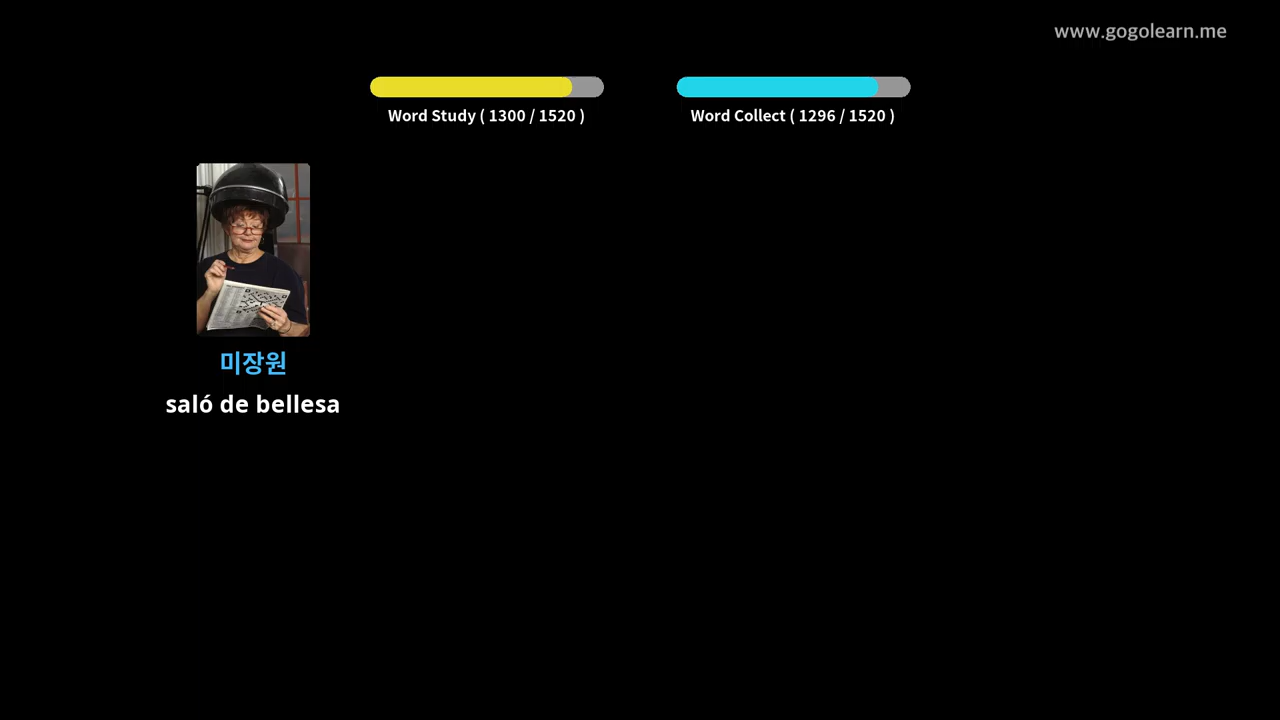 www.gogolearn.me
Word Study ( 1300 / 1520 )
Word Collect ( 1296 / 1520 )
미장원
saló de bellesa